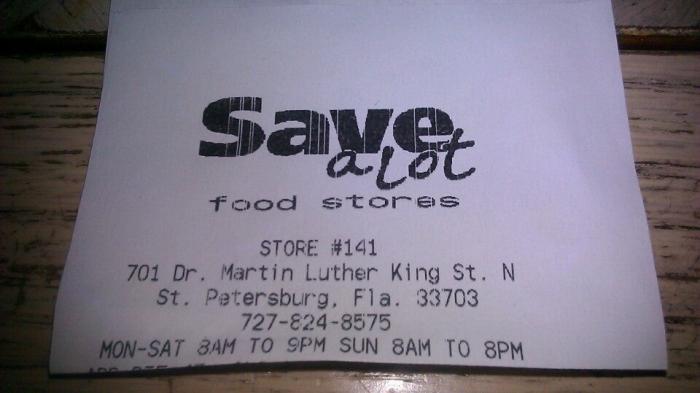 Save
a lot
food stores
STORE #141
701 Dr. Martin Luther King St. N
St. Petersburg, Fla. 33703
727-824-8575
MON-SAT 8AM TO 9PM SUN 8AM TO 8PM